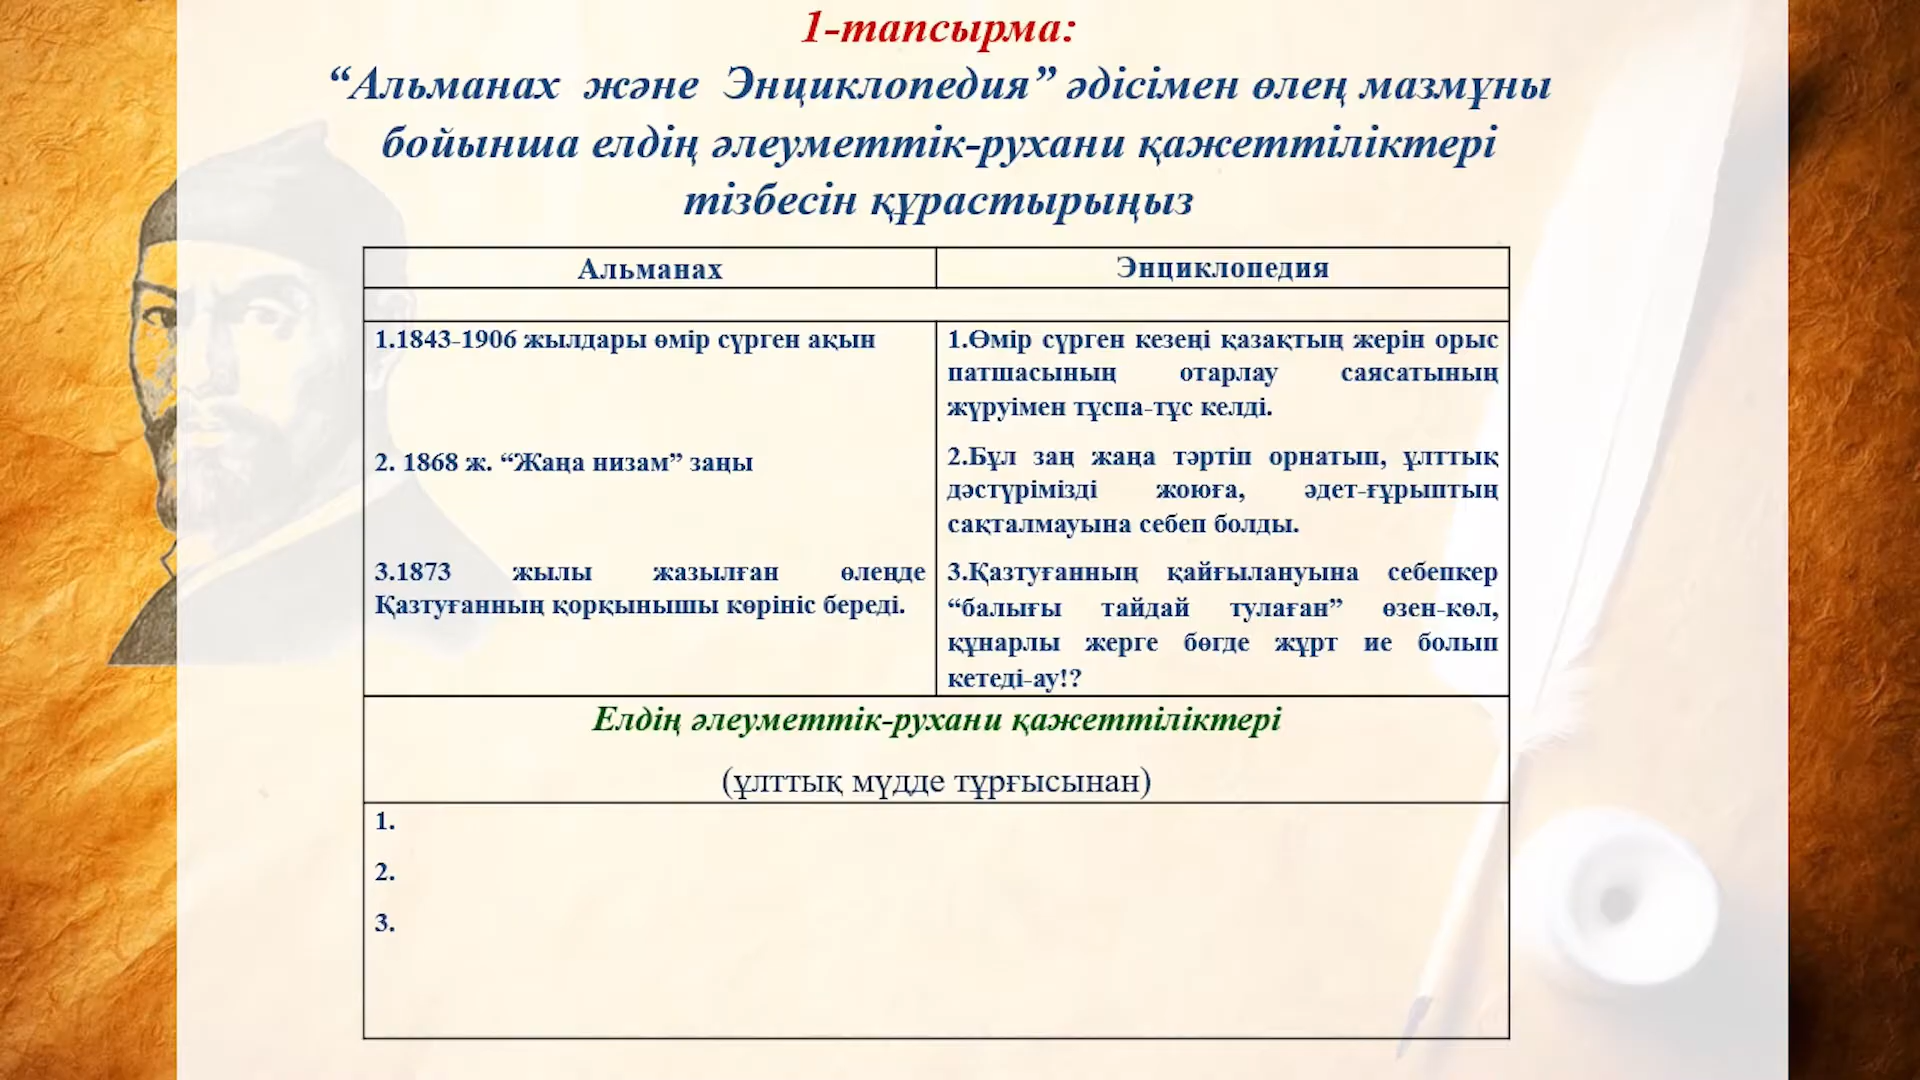 1-тапсырма:
“Альманах және Энциклопедия” әдісімен өлең мазмұны
бойынша елдің әлеуметтік-рухани қажеттіліктері
тізбесін құрастырыңыз
Альманах
Энциклопедия
1.1843-1906 жылдары өмір сүрген ақын
2. 1868 ж. “Жаңа низам” заңы
3.1873 жылы жазылған өлеңде
Қазтуғанның қорқынышы көрініс береді.
1.Өмір сүрген кезеңі қазақтың жерін орыс
патшасының отарлау саясатының
жүруімен тұспа-тұс келді.
2.Бұл заң жаңа тәртіп орнатып, ұлттық
дәстүрімізді жоюға, әдет-ғұрыптың
сақталмауына себеп болды.
3.Қазтуғанның қайғылануына себепкер
“балығы тайдай тулаған” өзен-көл,
құнарлы жерге бөгде жұрт ие болып
кетеді-ау!?
Елдің әлеуметтік-рухани қажеттіліктері
(ұлттық мүдде тұрғысынан)
1.
2.
3.